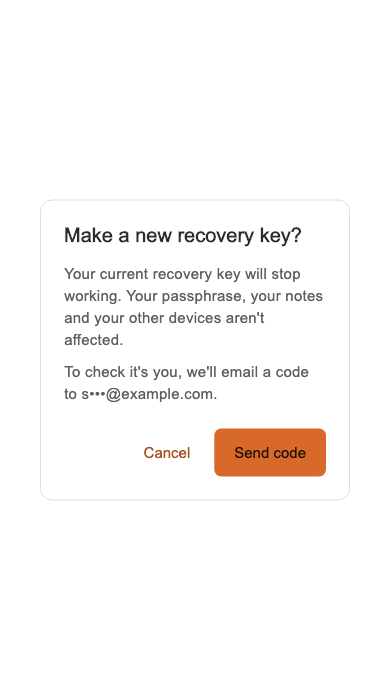 Make a new recovery key?
Your current recovery key will stop
working. Your passphrase, your notes
and your other devices aren't
affected.
To check it's you, we'll email a code
to s•••@example.com.
Cancel
Send code